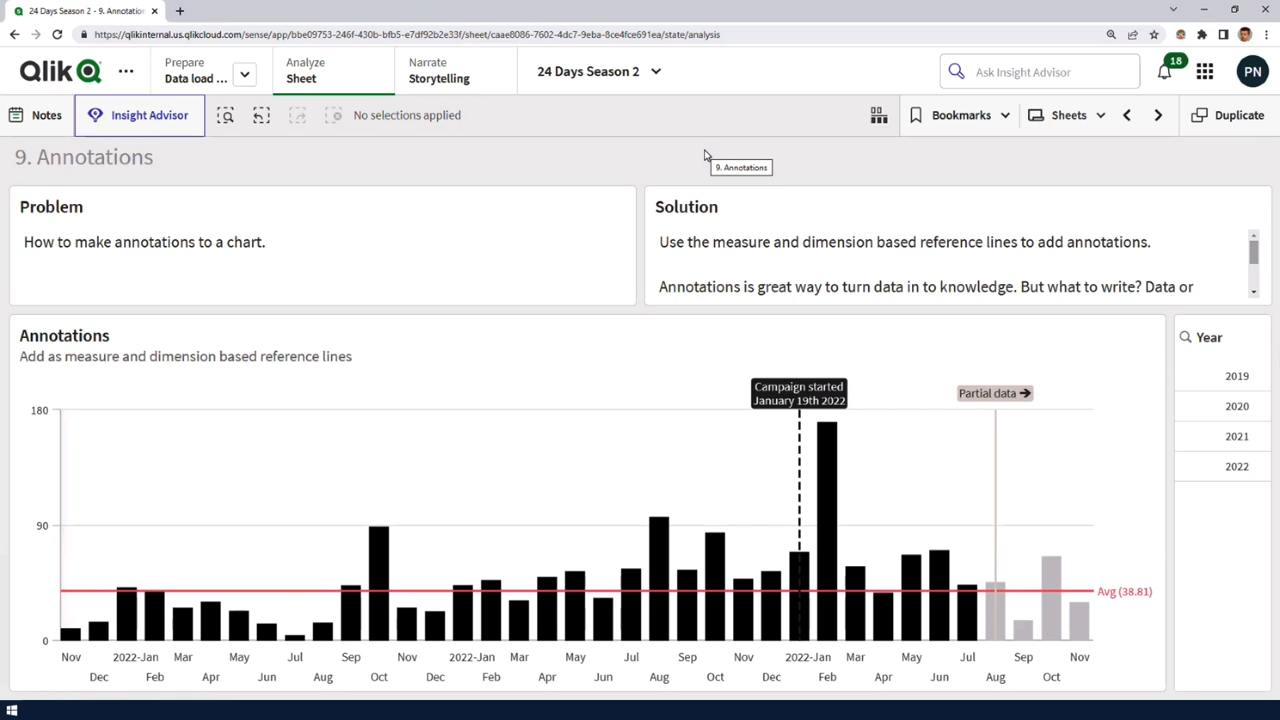 24 Days Season 2 - 9. Annotation
https://qlikinternal.us.qlikcloud.com/sense/app/bbe09753-246f-430b-bfb5-e7df92b2e33f/sheet/caae8086-7602-4dc7-9eba-8ce4fce691ea/state/analysis
Qlik
Prepare
Data load ...
Analyze
Sheet
Narrate
Storytelling
24 Days Season 2
Ask Insight Advisor
18
PN
Notes
Insight Advisor
No selections applied
Bookmarks
Sheets
Duplicate
9. Annotations
9. Annotations
Problem
How to make annotations to a chart.
Solution
Use the measure and dimension based reference lines to add annotations.
Annotations is great way to turn data in to knowledge. But what to write? Data or
Annotations
Add as measure and dimension based reference lines
Year
2019
2020
2021
2022
Campaign started
January 19th 2022
Partial data →
180
90
0
Avg (38.81)
Nov Dec 2022-Jan Feb Mar Apr May Jun Jul Aug Sep Oct Nov Dec 2022-Jan Feb Mar Apr May Jun Jul Aug Sep Oct Nov Dec 2022-Jan Feb Mar Apr May Jun Jul Aug Sep Oct Nov